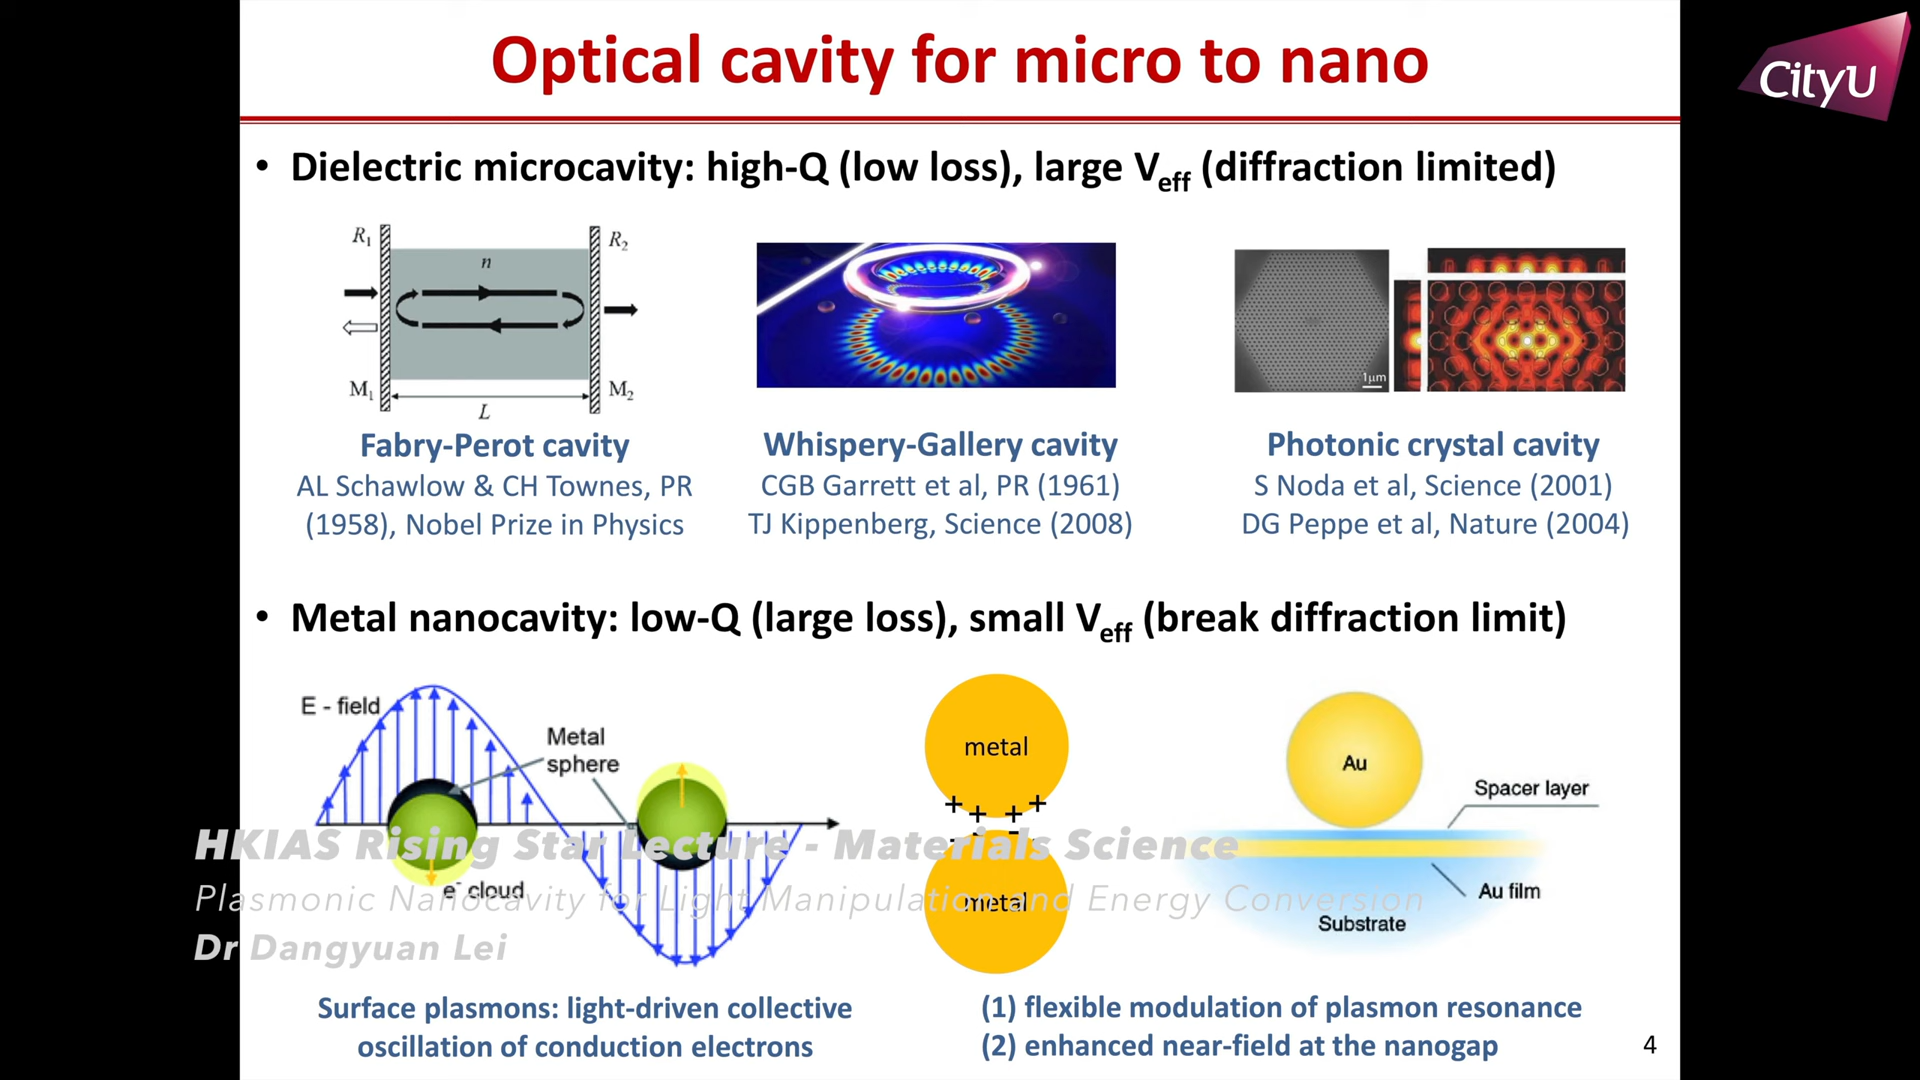 Optical cavity for micro to nano
CityU
• Dielectric microcavity: high-Q (low loss), large Veff (diffraction limited)
R1
R2
n
M1
M2
L
1μm
Fabry-Perot cavity
AL Schawlow & CH Townes, PR
(1958), Nobel Prize in Physics
Whispery-Gallery cavity
CGB Garrett et al, PR (1961)
TJ Kippenberg, Science (2008)
Photonic crystal cavity
S Noda et al, Science (2001)
DG Peppe et al, Nature (2004)
• Metal nanocavity: low-Q (large loss), small Veff (break diffraction limit)
E - field
Metal
sphere
e- cloud
metal
+ + + +
metal
Au
Spacer layer
Au film
Substrate
HKIAS Rising Star Lecture - Materials Science
Plasmonic Nanocavity for Light Manipulation and Energy Conversion
Dr Dangyuan Lei
Surface plasmons: light-driven collective
oscillation of conduction electrons
(1) flexible modulation of plasmon resonance
(2) enhanced near-field at the nanogap
4